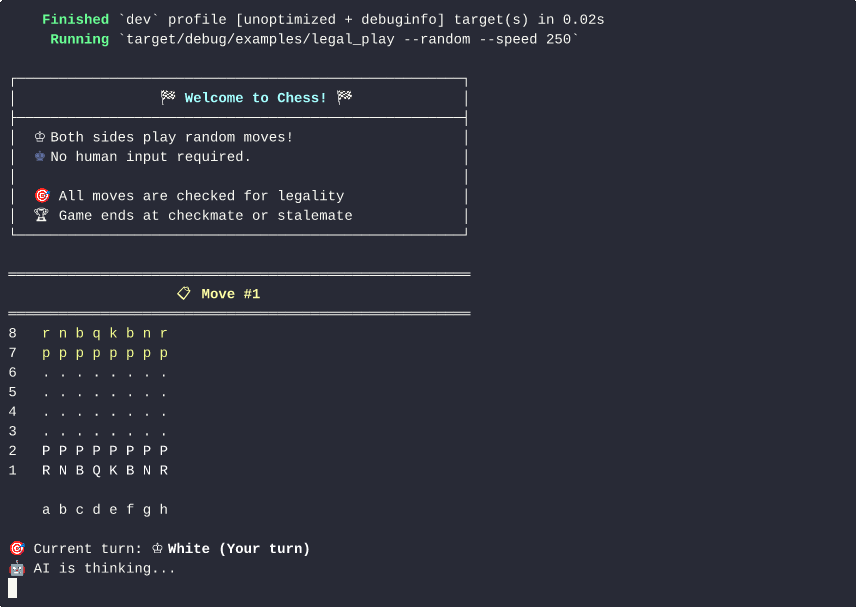 Finished `dev` profile [unoptimized + debuginfo] target(s) in 0.02s
Running `target/debug/examples/legal_play --random --speed 250`
🏁 Welcome to Chess! 🏁
♔ Both sides play random moves!
♚ No human input required.
🎯 All moves are checked for legality
🏆 Game ends at checkmate or stalemate
📋 Move #1
8 r n b q k b n r
7 p p p p p p p p
6 . . . . . . . .
5 . . . . . . . .
4 . . . . . . . .
3 . . . . . . . .
2 P P P P P P P P
1 R N B Q K B N R
a b c d e f g h
🎯 Current turn: ♔ White (Your turn)
🤖 AI is thinking...